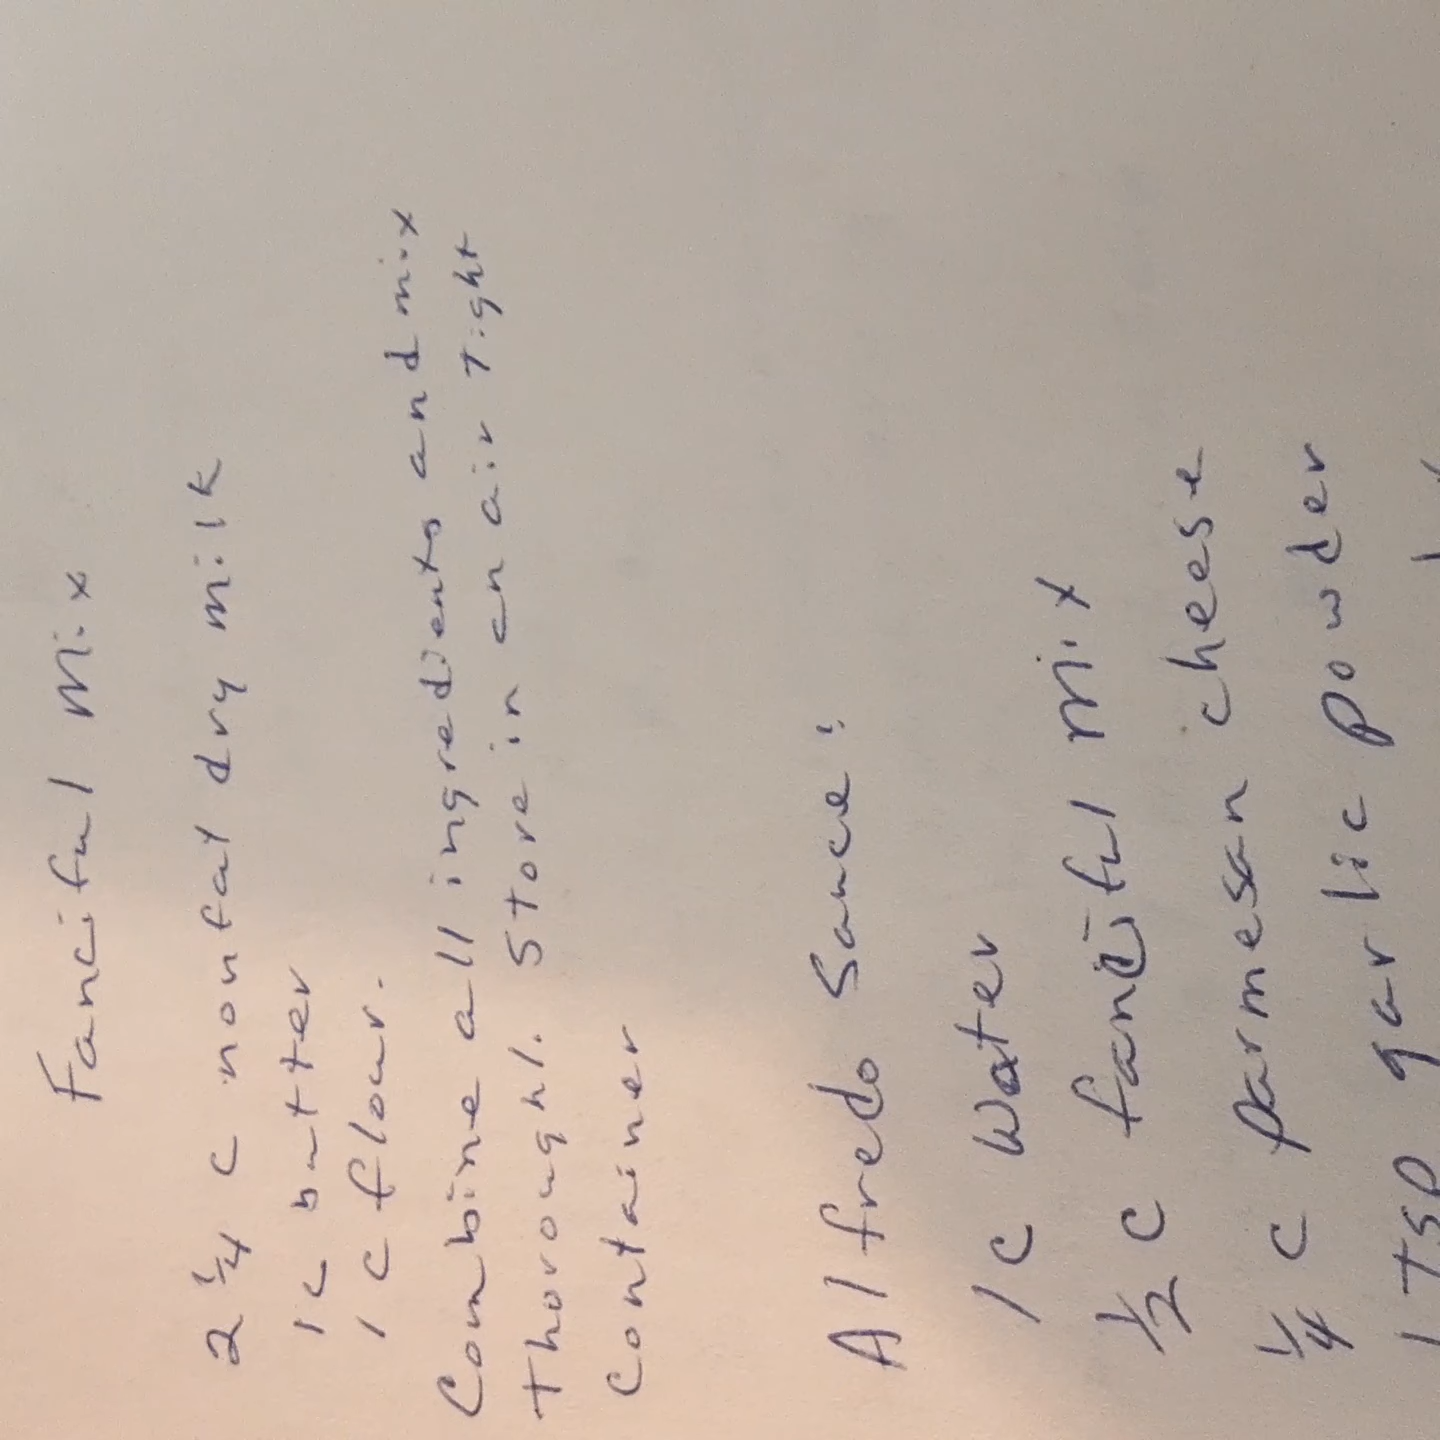 Fanciful Mix
2 1/4 c nonfat dry milk
1c butter
1 c flour.
Combine all ingredients and mix
thoroughl. Store in an air tight
container
Alfredo Sauce:
1c Water
1/2 c fanciful mix
1/4 c parmesan cheese
1 TSP garlic powder